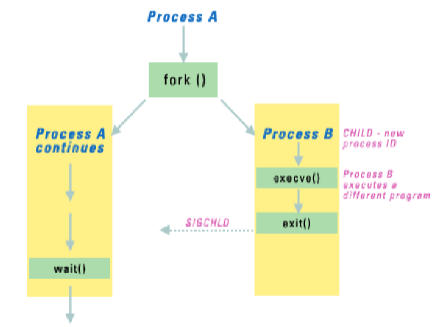 Process A
fork ()
Process A
continues
Process B
CHILD - new
process ID
execve()
Process B
executes a
different program
SIGCHLD
exit()
wait()